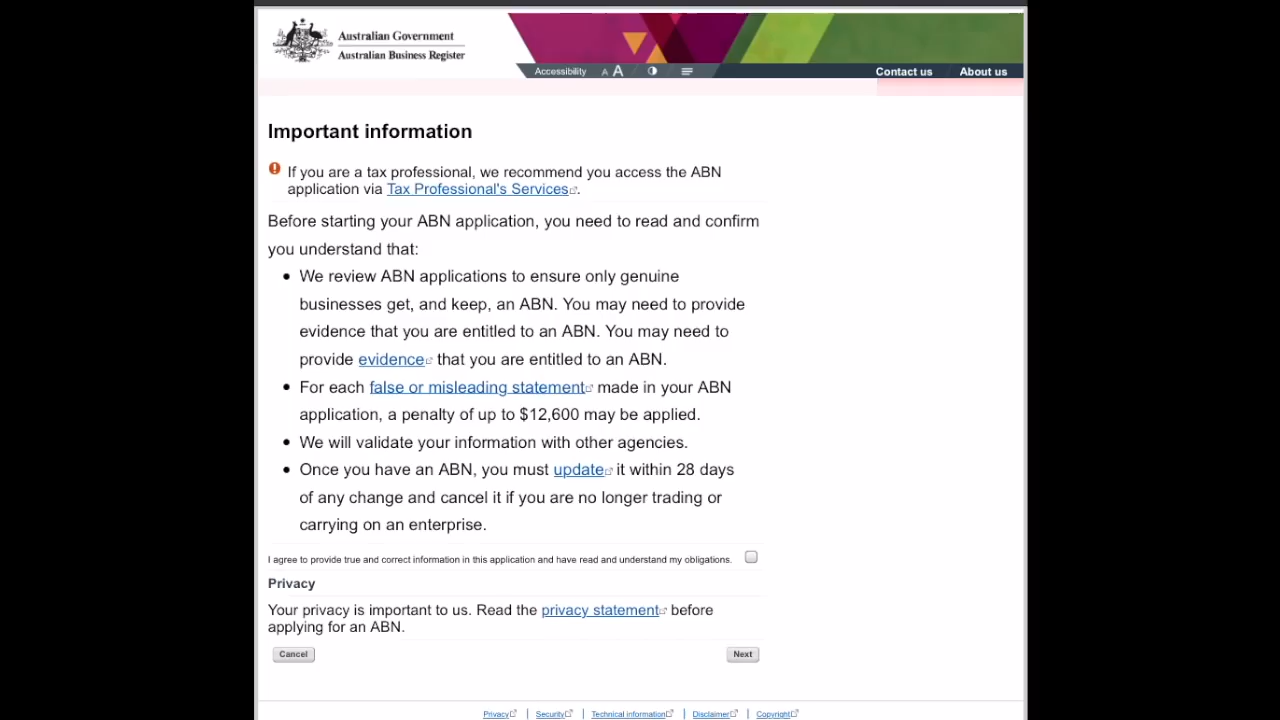 Australian Government
Australian Business Register
Accessibility A A
Contact us About us
Important information
If you are a tax professional, we recommend you access the ABN
application via Tax Professional's Services.
Before starting your ABN application, you need to read and confirm
you understand that:
• We review ABN applications to ensure only genuine
businesses get, and keep, an ABN. You may need to provide
evidence that you are entitled to an ABN. You may need to
provide evidence that you are entitled to an ABN.
• For each false or misleading statement made in your ABN
application, a penalty of up to $12,600 may be applied.
• We will validate your information with other agencies.
• Once you have an ABN, you must update it within 28 days
of any change and cancel it if you are no longer trading or
carrying on an enterprise.
I agree to provide true and correct information in this application and have read and understand my obligations.
Privacy
Your privacy is important to us. Read the privacy statement before
applying for an ABN.
Cancel Next
Privacy | Security | Technical information | Disclaimer | Copyright